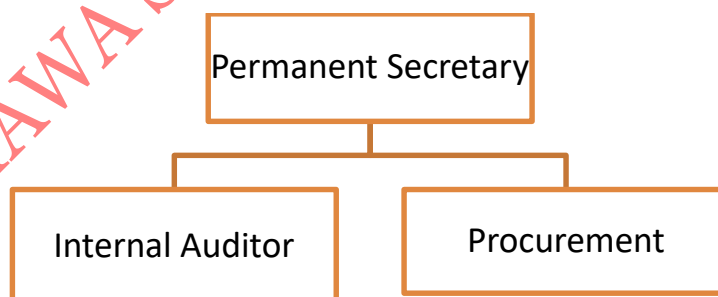 Permanent Secretary
Internal Auditor
Procurement